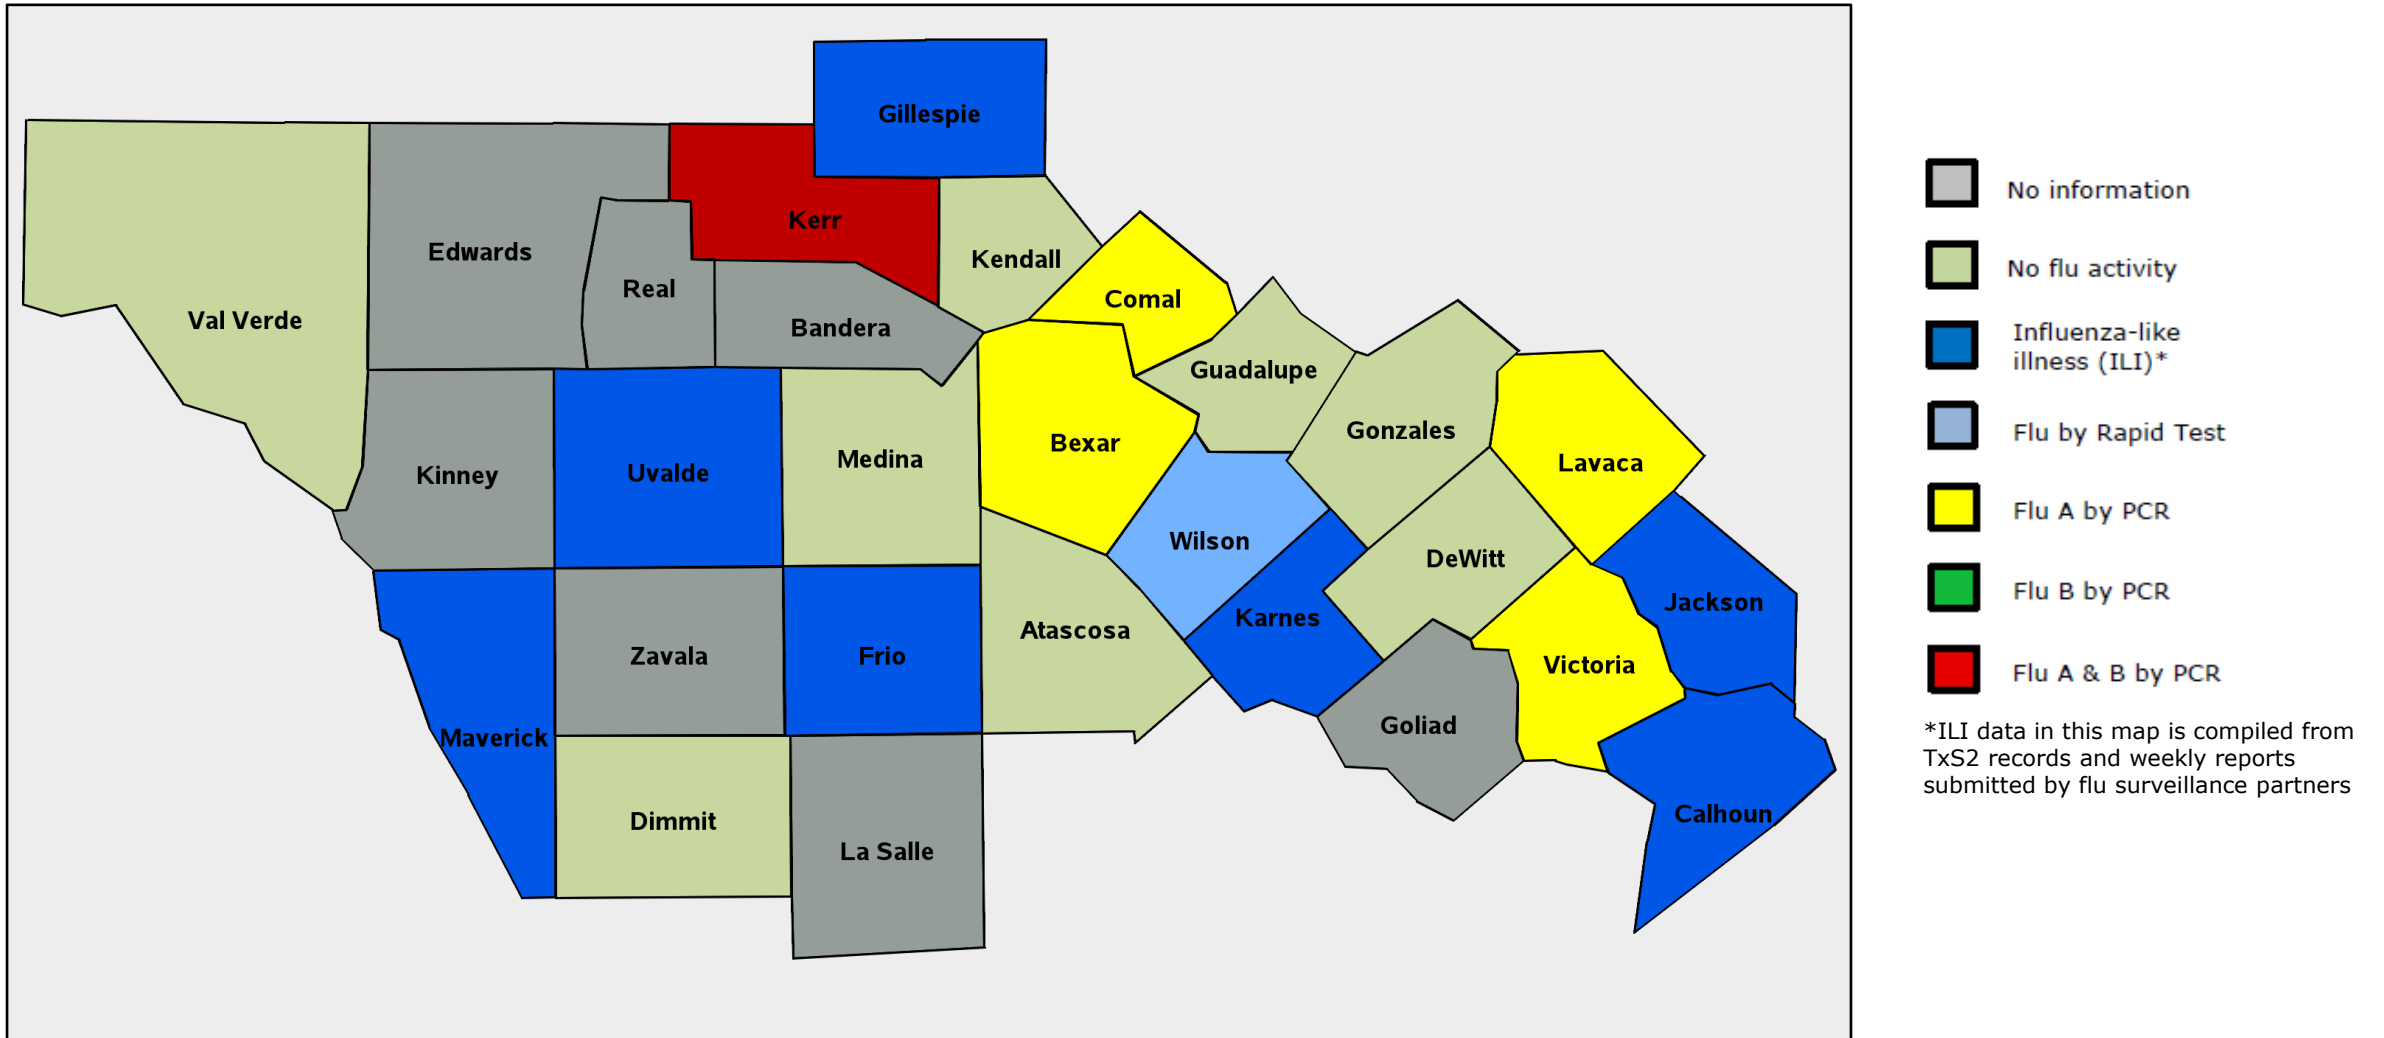 Gillespie
Kerr
Edwards
Kendall
Real
Comal
Val Verde
Bandera
Guadalupe
Gonzales
Bexar
Medina
Lavaca
Uvalde
Kinney
Wilson
DeWitt
Jackson
Karnes
Atascosa
Zavala
Frio
Victoria
Goliad
Maverick
Calhoun
Dimmit
La Salle
No information
No flu activity
Influenza-like
illness (ILI)*
Flu by Rapid Test
Flu A by PCR
Flu B by PCR
Flu A & B by PCR
*ILI data in this map is compiled from
TxS2 records and weekly reports
submitted by flu surveillance partners